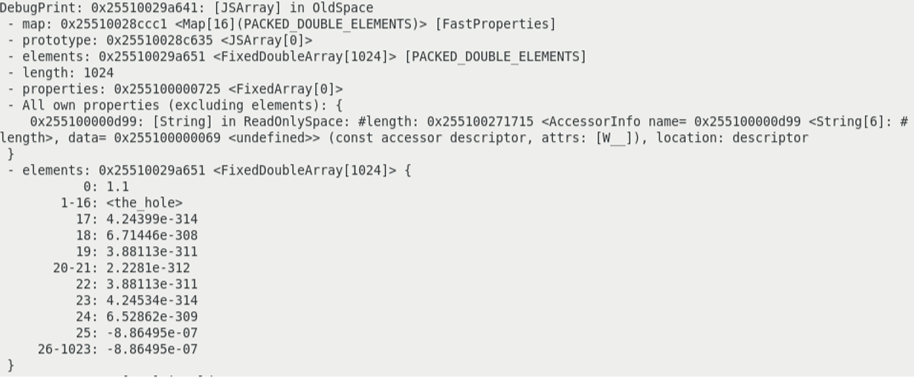 DebugPrint: 0x25510029a641: [JSArray] in OldSpace
 - map: 0x25510028ccc1 <Map[16](PACKED_DOUBLE_ELEMENTS)> [FastProperties]
 - prototype: 0x25510028c635 <JSArray[0]>
 - elements: 0x25510029a651 <FixedDoubleArray[1024]> [PACKED_DOUBLE_ELEMENTS]
 - length: 1024
 - properties: 0x255100000725 <FixedArray[0]>
 - All own properties (excluding elements): {
    0x255100000d99: [String] in ReadOnlySpace: #length: 0x255100271715 <AccessorInfo name= 0x255100000d99 <String[6]: #
length>, data= 0x255100000069 <undefined>> (const accessor descriptor, attrs: [W__]), location: descriptor
 }
 - elements: 0x25510029a651 <FixedDoubleArray[1024]> {
           0: 1.1
        1-16: <the_hole>
          17: 4.24399e-314
          18: 6.71446e-308
          19: 3.88113e-311
       20-21: 2.2281e-312
          22: 3.88113e-311
          23: 4.24534e-314
          24: 6.52862e-309
          25: -8.86495e-07
     26-1023: -8.86495e-07
 }